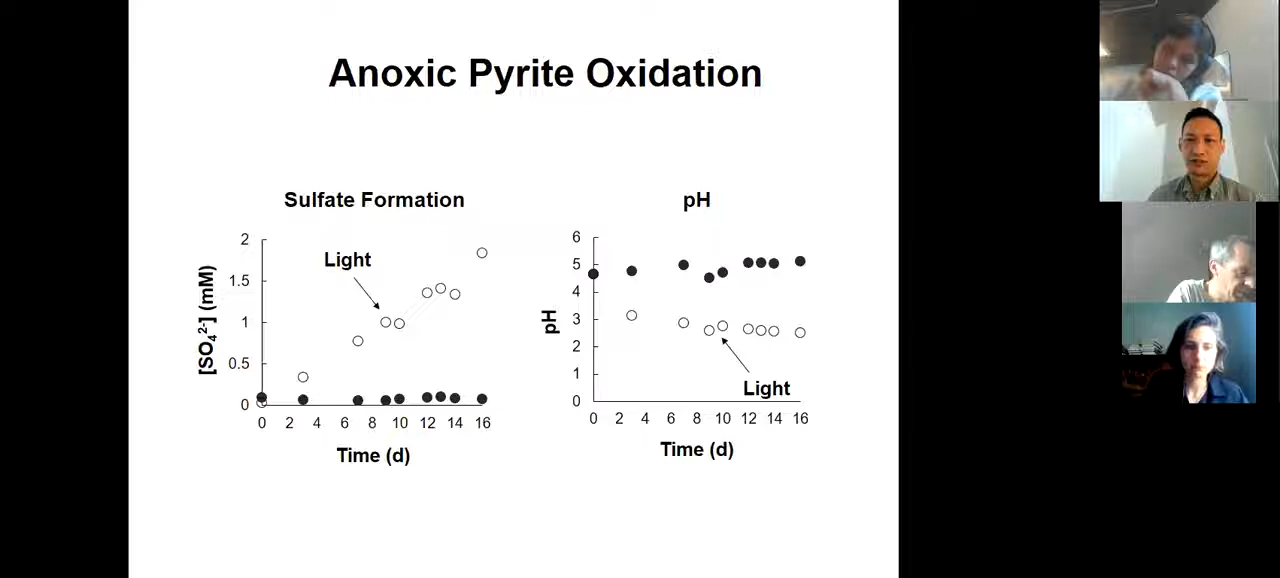 Anoxic Pyrite Oxidation
Sulfate Formation
[SO₄²⁻] (mM)
2
1.5
1
0.5
0
Light
0 2 4 6 8 10 12 14 16
Time (d)
pH
pH
6
5
4
3
2
1
0
Light
0 2 4 6 8 10 12 14 16
Time (d)